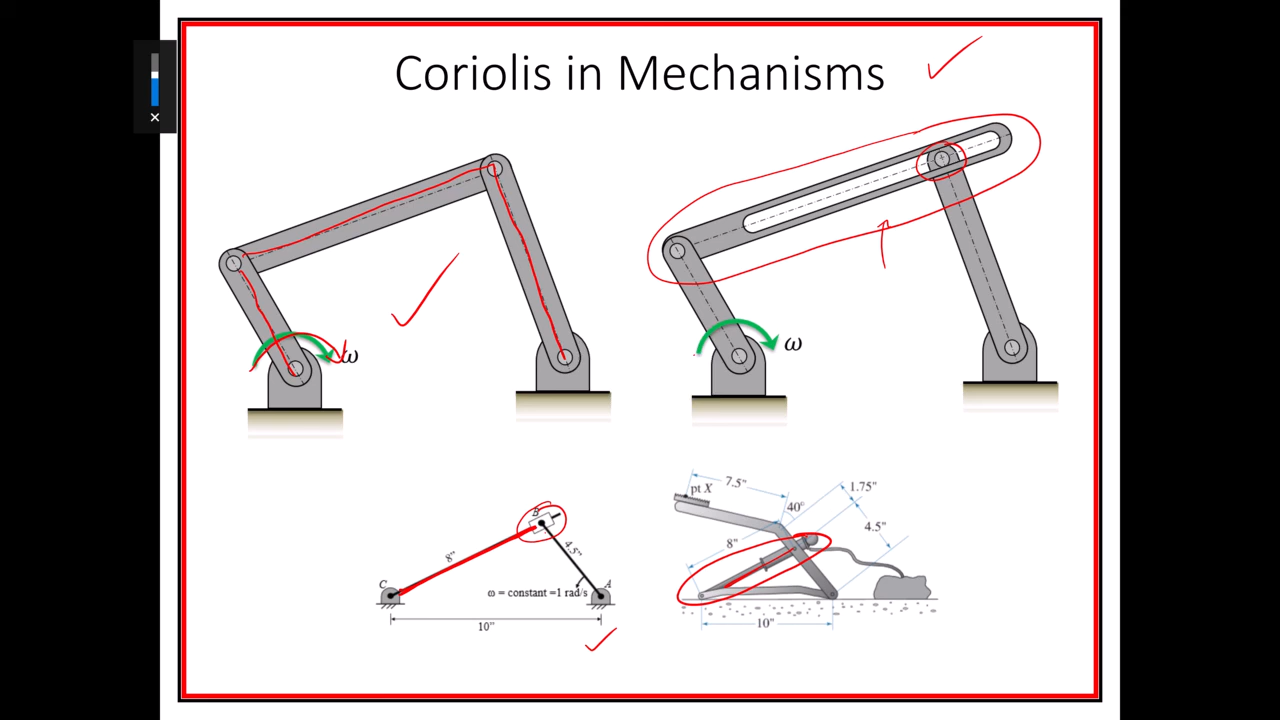 Coriolis in Mechanisms
ω
ω
B
8"
4.5"
C
A
ω = constant =1 rad/s
10"
7.5"
pt X
40°
1.75"
4.5"
8"
10"